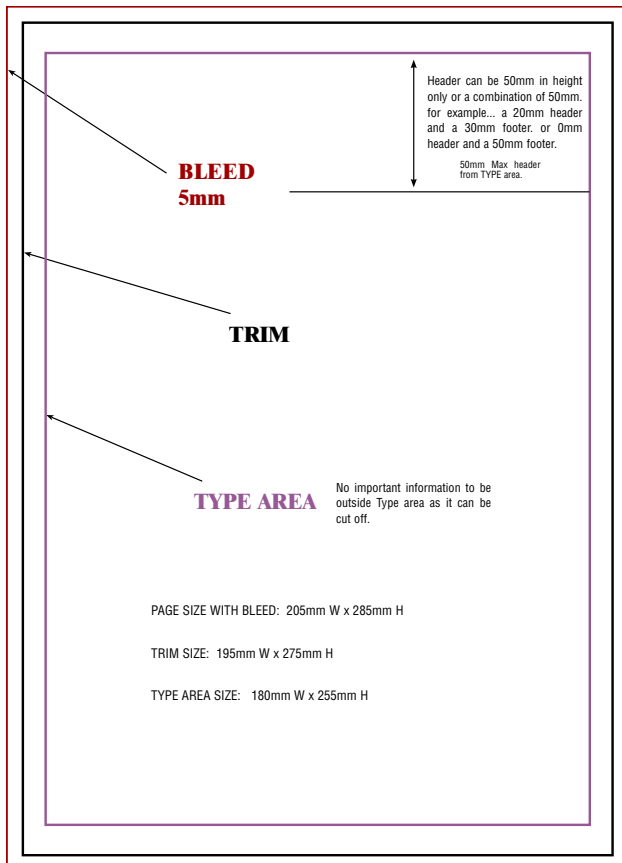 Header can be 50mm in height
only or a combination of 50mm.
for example... a 20mm header
and a 30mm footer. or 0mm
header and a 50mm footer.
50mm Max header
from TYPE area.
BLEED
5mm
TRIM
TYPE AREA
No important information to be
outside Type area as it can be
cut off.
PAGE SIZE WITH BLEED: 205mm W x 285mm H
TRIM SIZE: 195mm W x 275mm H
TYPE AREA SIZE: 180mm W x 255mm H